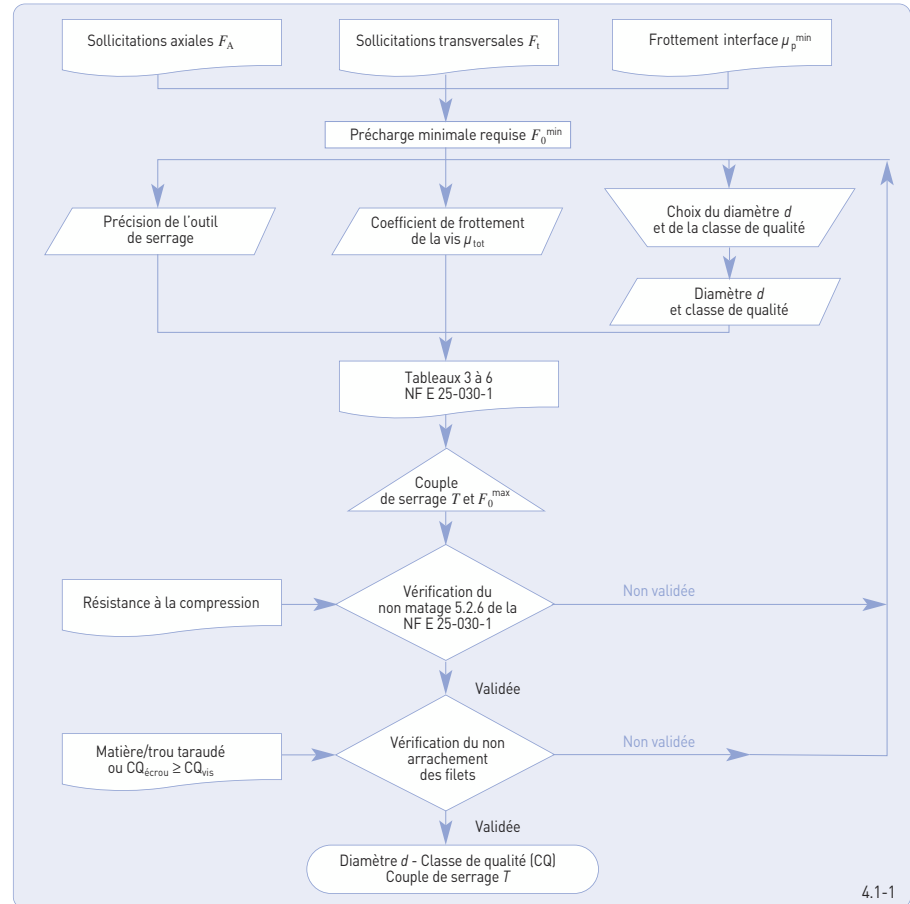 Sollicitations axiales F_A
Sollicitations transversales F_t
Frottement interface μ_p^min
Précharge minimale requise F_0^min
Précision de l'outil
de serrage
Coefficient de frottement
de la vis μ_tot
Choix du diamètre d
et de la classe de qualité
Diamètre d
et classe de qualité
Tableaux 3 à 6
NF E 25-030-1
Couple
de serrage T et F_0^max
Résistance à la compression
Vérification du
non matage 5.2.6 de la
NF E 25-030-1
Non validée
Validée
Matière/trou taraudé
ou CQ_écrou ≥ CQ_vis
Vérification du non
arrachement
des filets
Non validée
Validée
Diamètre d - Classe de qualité (CQ)
Couple de serrage T
4.1-1